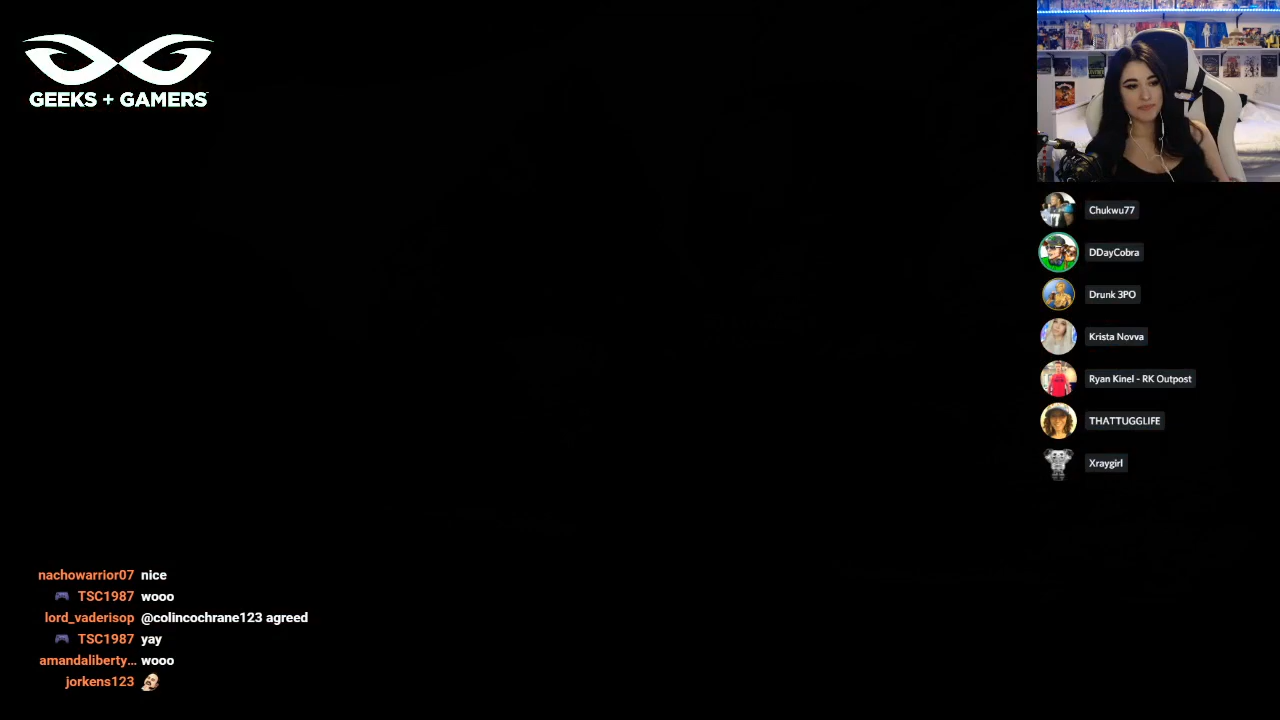 GEEKS + GAMERS
Chukwu77
DDayCobra
Drunk 3PO
Krista Novva
Ryan Kinel - RK Outpost
THATTUGGLIFE
Xraygirl
nachowarrior07 nice
TSC1987 wooo
lord_vaderisop @colincochrane123 agreed
TSC1987 yay
amandaliberty... wooo
jorkens123